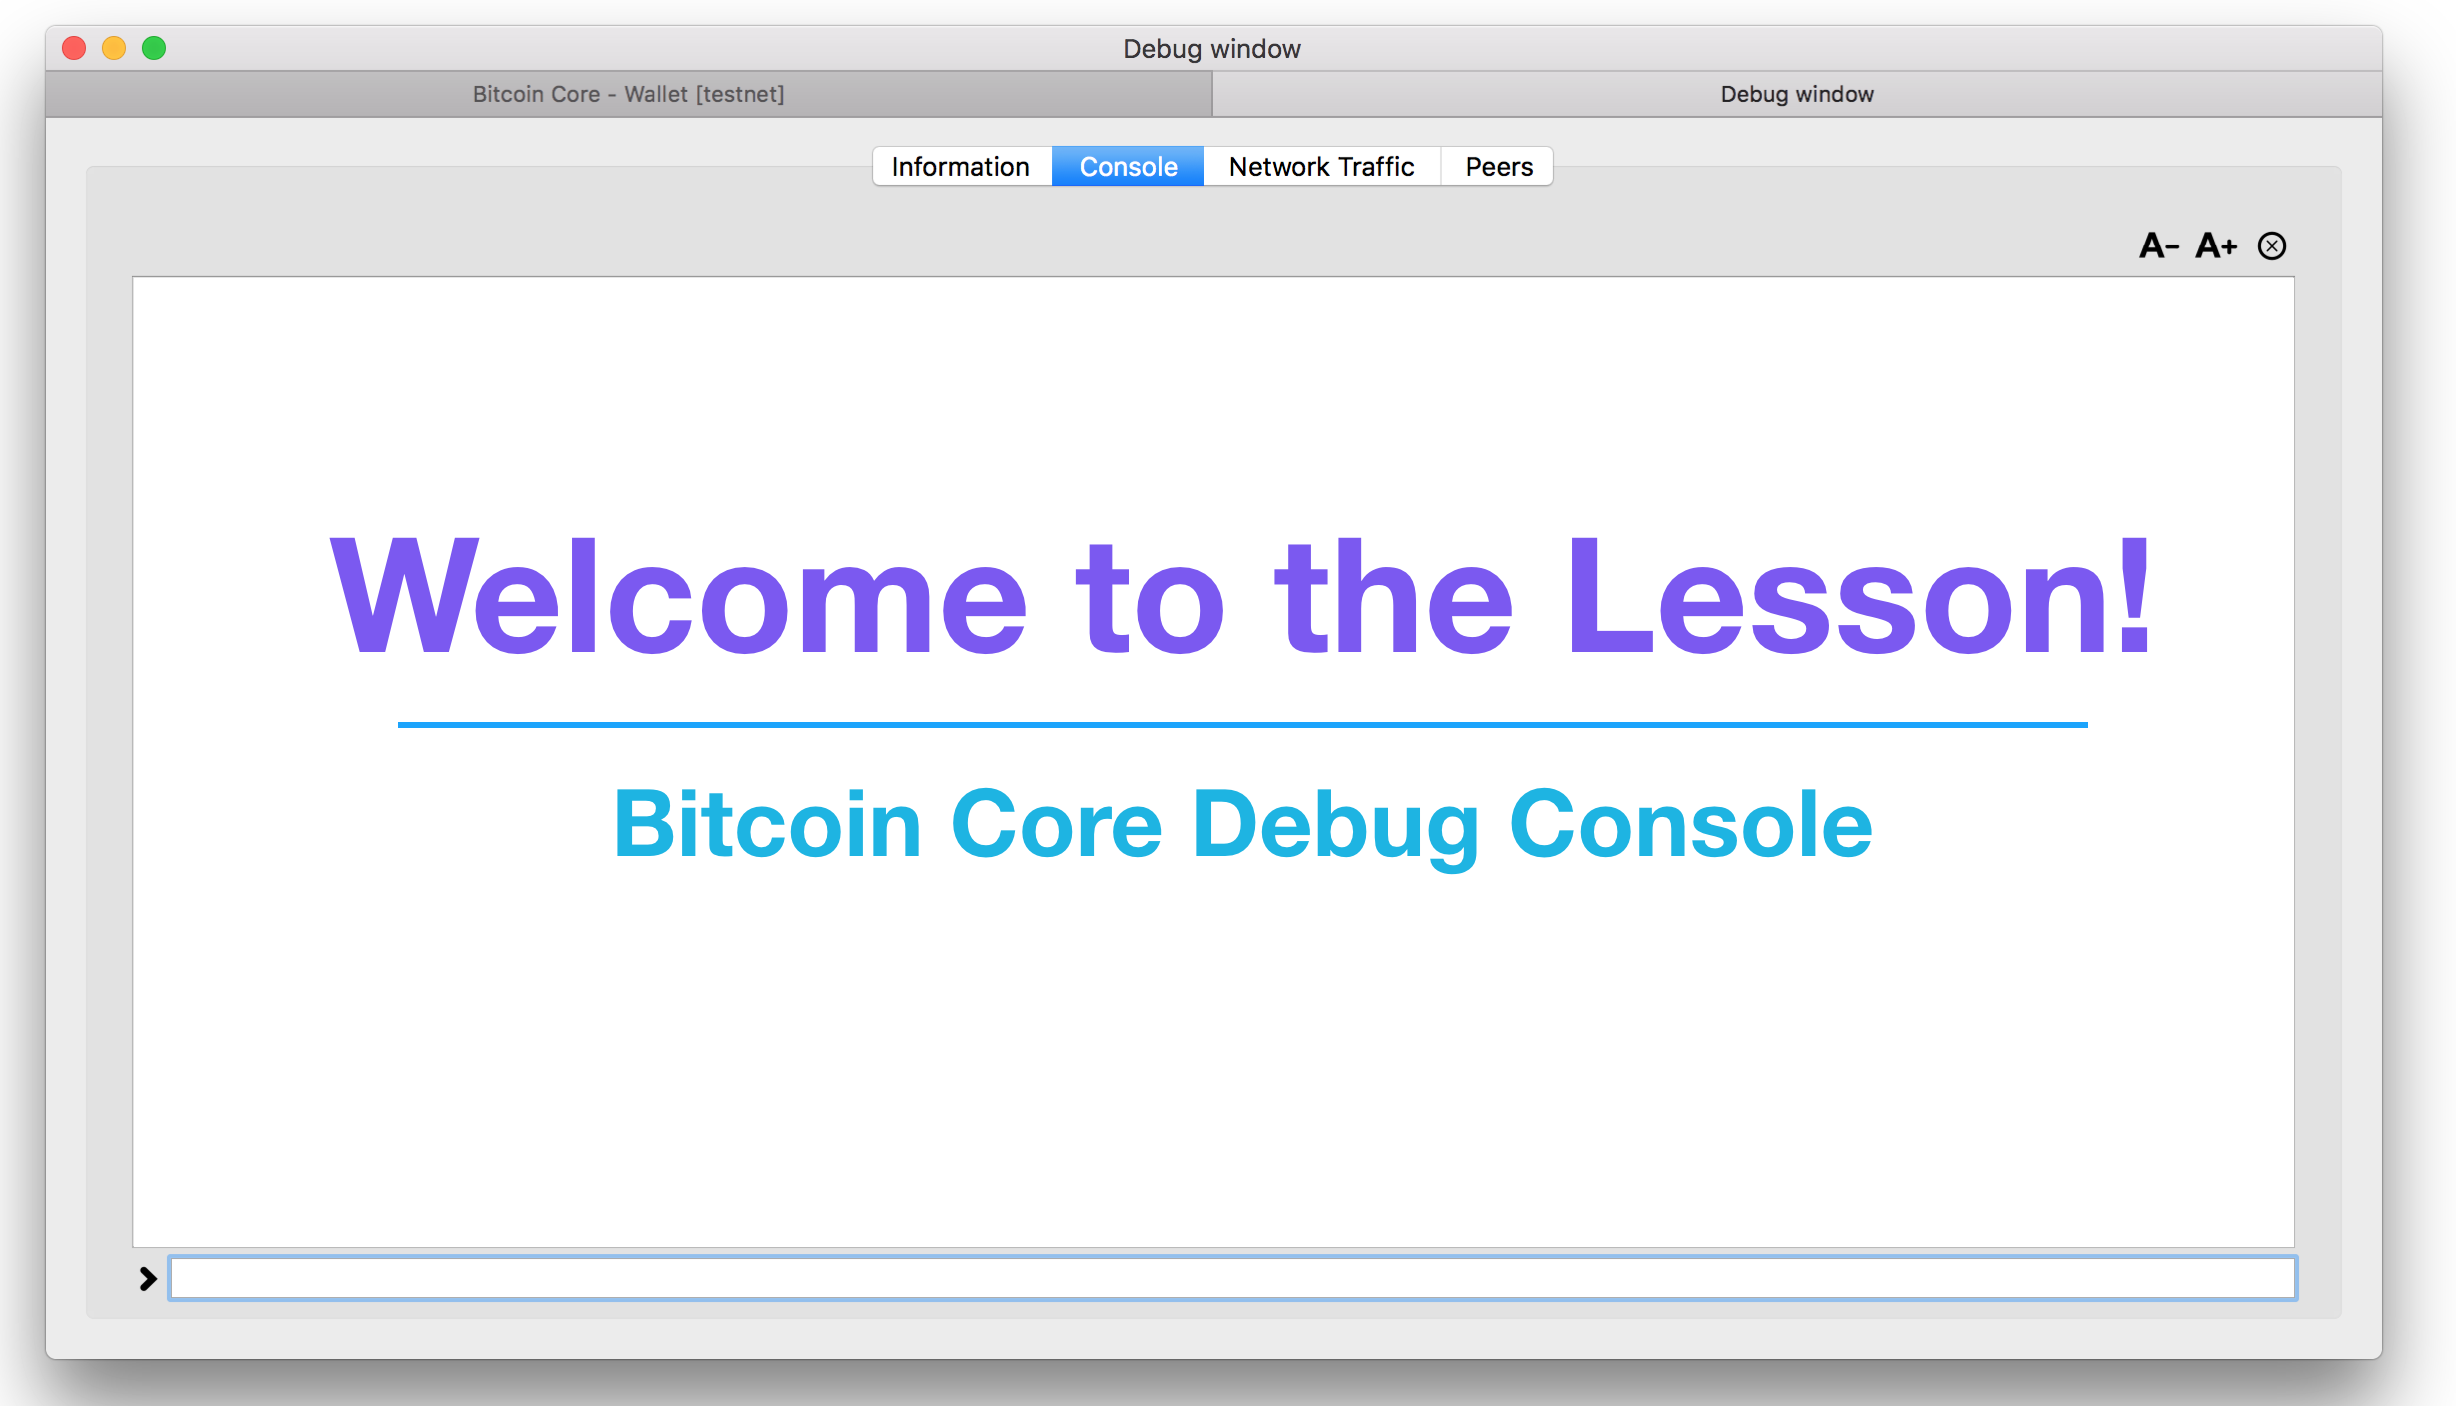 Debug window
Bitcoin Core - Wallet [testnet] Debug window
Information Console Network Traffic Peers
A- A+
Welcome to the Lesson!
Bitcoin Core Debug Console